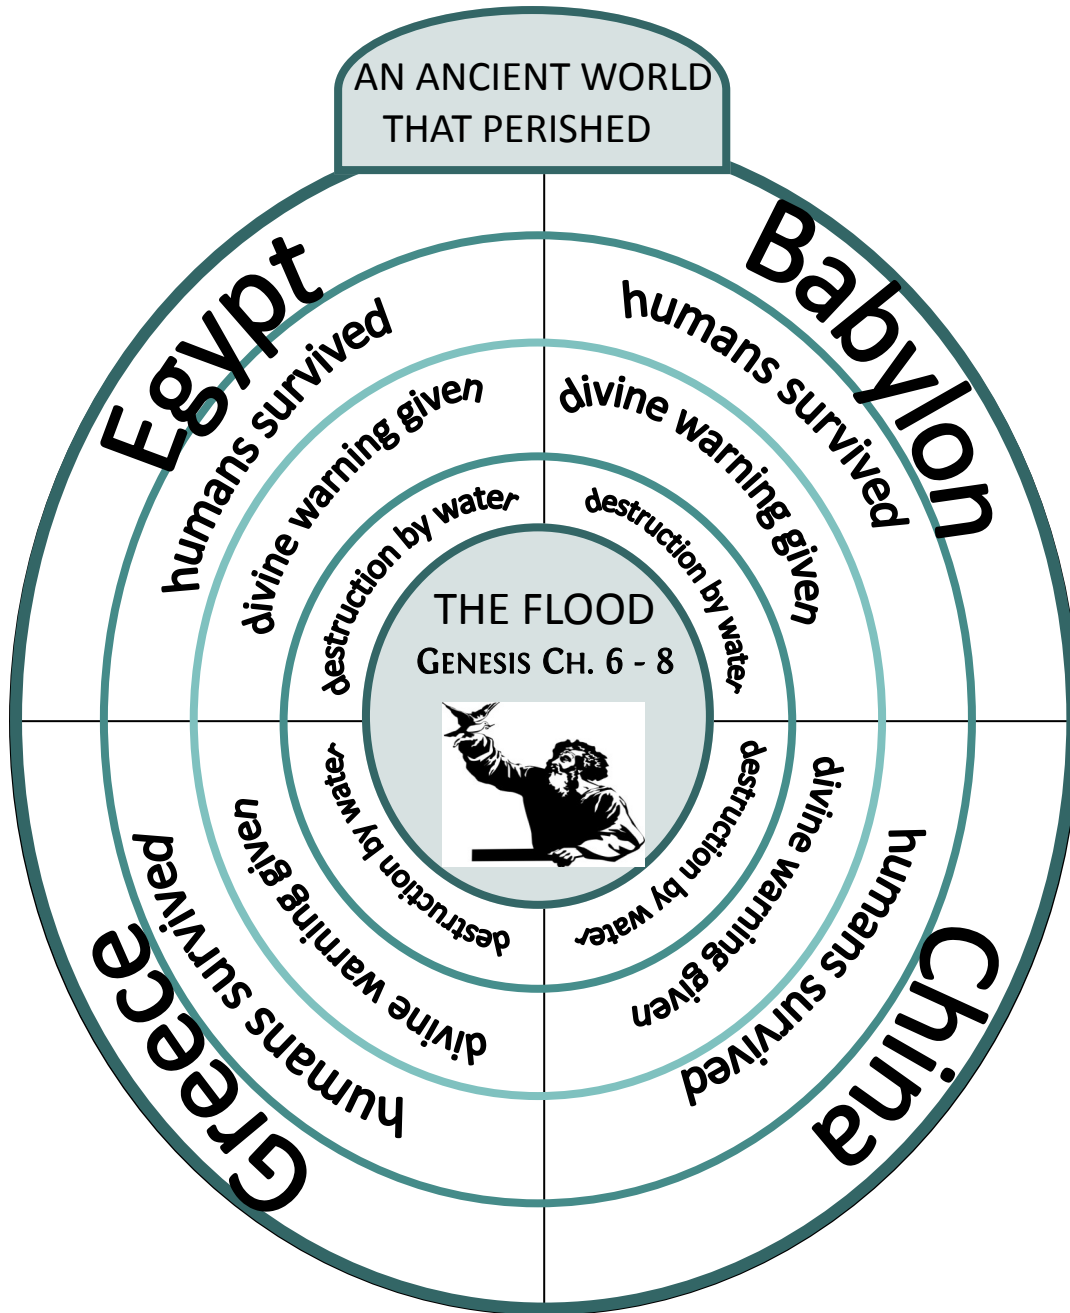 AN ANCIENT WORLD
THAT PERISHED
Egypt
humans survived
divine warning given
destruction by water
Babylon
humans survived
divine warning given
destruction by water
THE FLOOD
GENESIS CH. 6 - 8
Greece
humans survived
divine warning given
destruction by water
China
humans survived
divine warning given
destruction by water